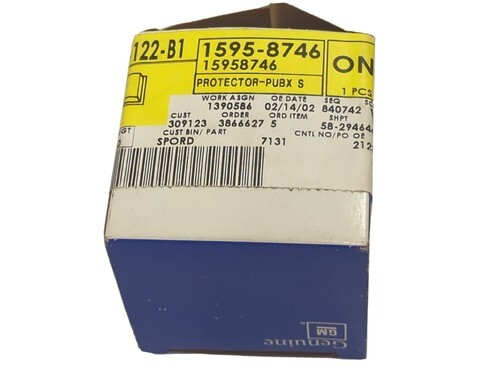 122-B1 1595-8746 ON
15958746
PROTECTOR-PUBX S 1 PCS
WORK ASGN OE DATE SEQ
1390586 02/14/02 840742
CUST ORDER ORD ITEM SHPT
309123 3866627 5 58-29464
CUST BIN/ PART CNTL NO/PO OE
SPORD 7131 212
GM
Genuine